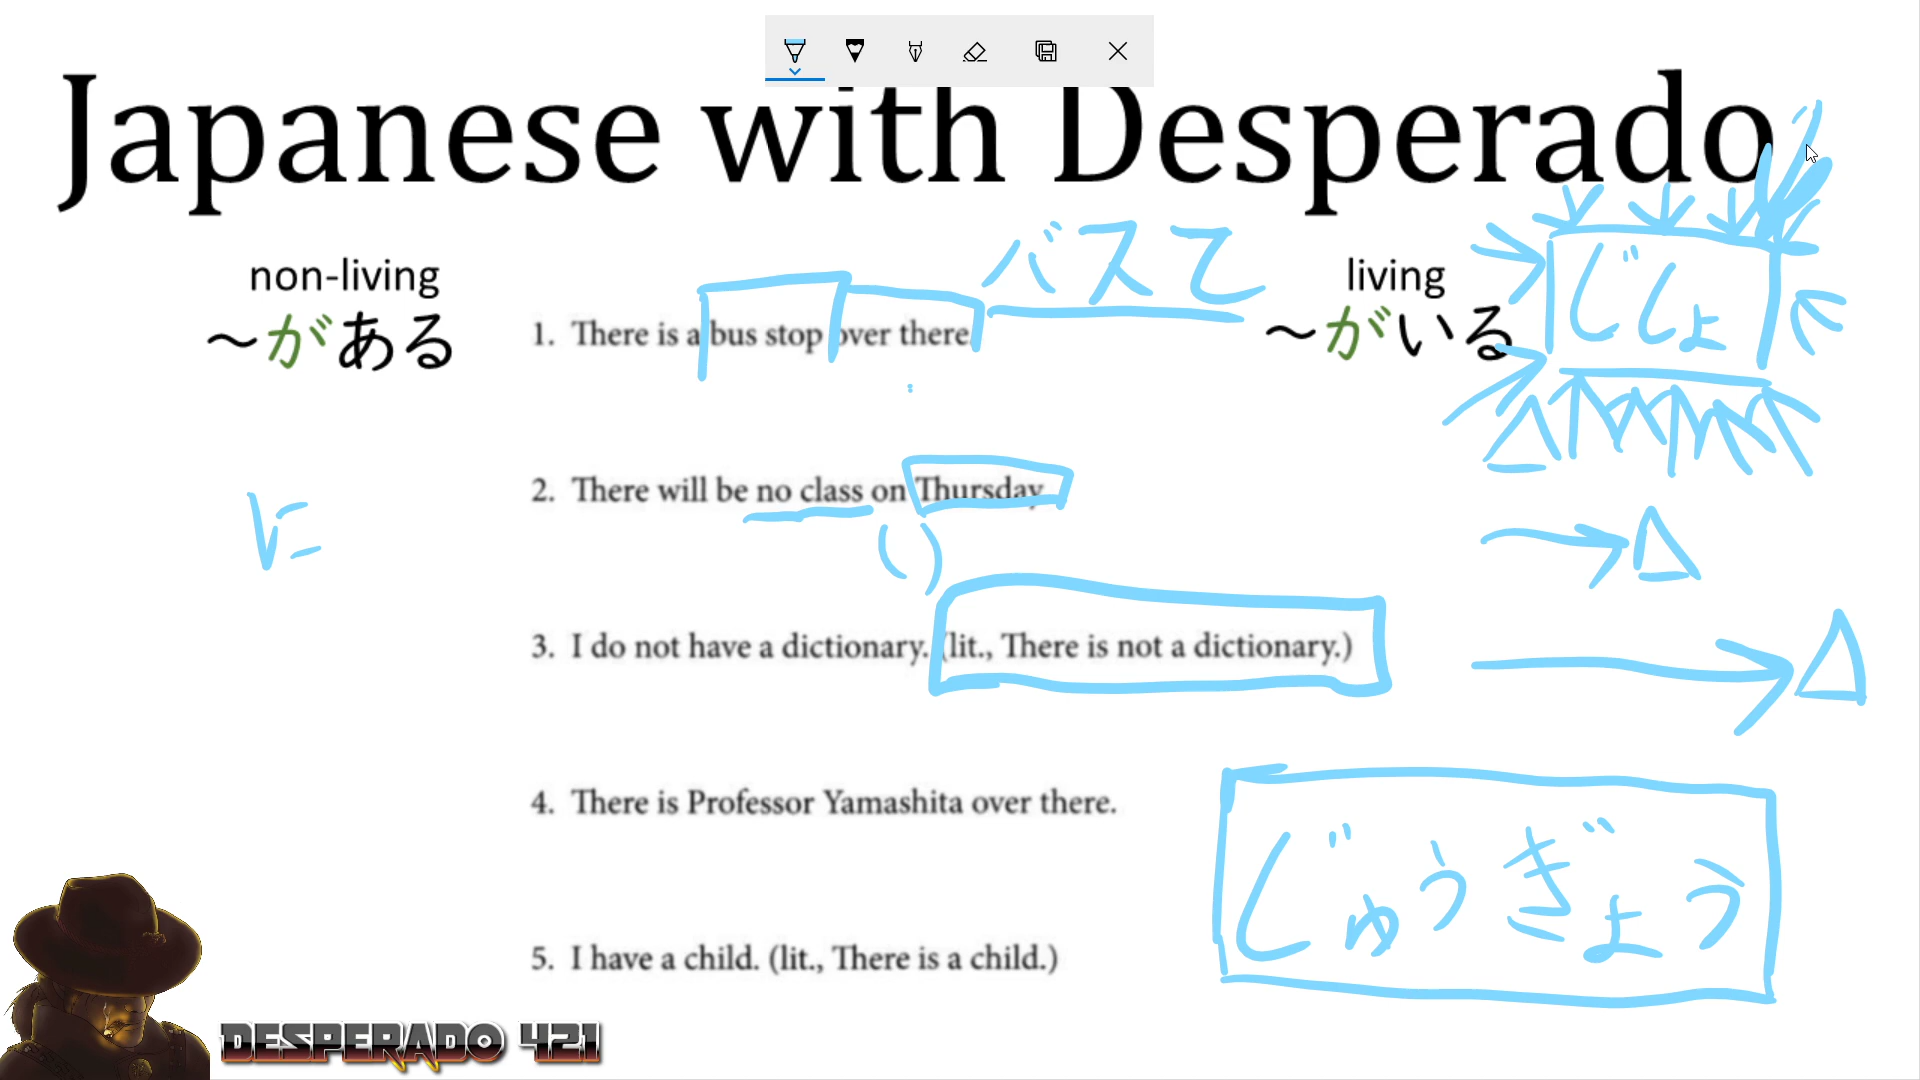 Japanese with Desperado
non-living
～がある
living
～がいる
バスて
じしょ
1. There is a bus stop over there.
2. There will be no class on Thursday.
に
3. I do not have a dictionary. (lit., There is not a dictionary.)
4. There is Professor Yamashita over there.
じゅうぎょう
5. I have a child. (lit., There is a child.)
DESPERADO 421